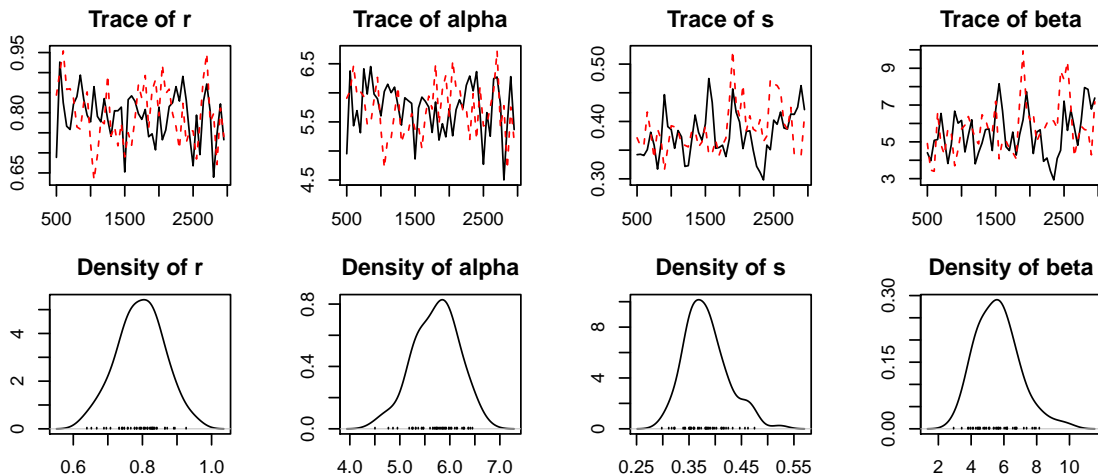 Trace of r
Trace of alpha
Trace of s
Trace of beta
0.65 0.80 0.95
500 1500 2500
4.5 5.5 6.5
500 1500 2500
0.30 0.40 0.50
500 1500 2500
3 5 7 9
500 1500 2500
Density of r
Density of alpha
Density of s
Density of beta
0 2 4
0.6 0.8 1.0
0.0 0.4 0.8
4.0 5.0 6.0 7.0
0 4 8
0.25 0.35 0.45 0.55
0.00 0.15 0.30
2 4 6 8 10